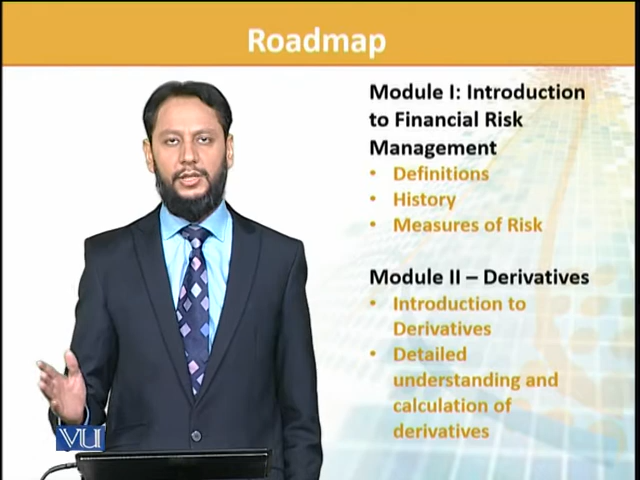 Roadmap
Module I: Introduction
to Financial Risk
Management
• Definitions
• History
• Measures of Risk
Module II – Derivatives
• Introduction to
Derivatives
• Detailed
understanding and
calculation of
derivatives
VU